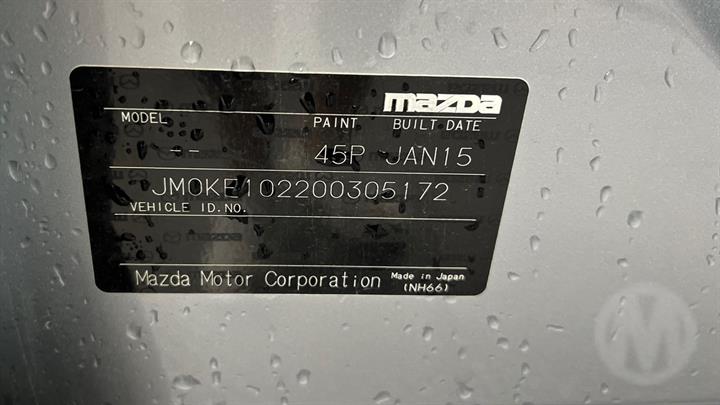 mazda
MODEL PAINT BUILT DATE
-- 45P JAN15
JM0KE102200305172
VEHICLE ID.NO.
Mazda Motor Corporation Made in Japan
(NH66)
M